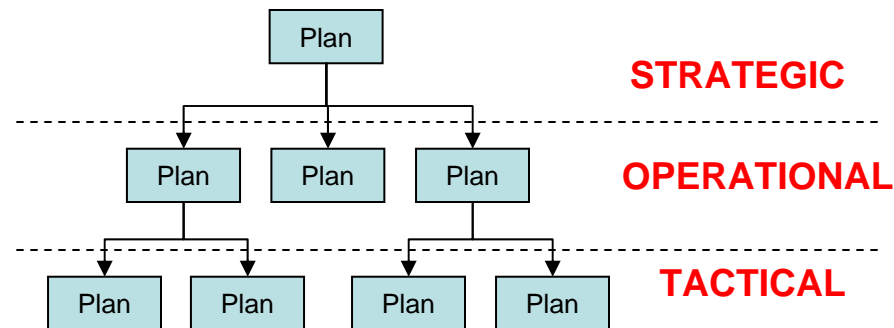 Plan
STRATEGIC
Plan Plan Plan
OPERATIONAL
Plan Plan Plan Plan
TACTICAL